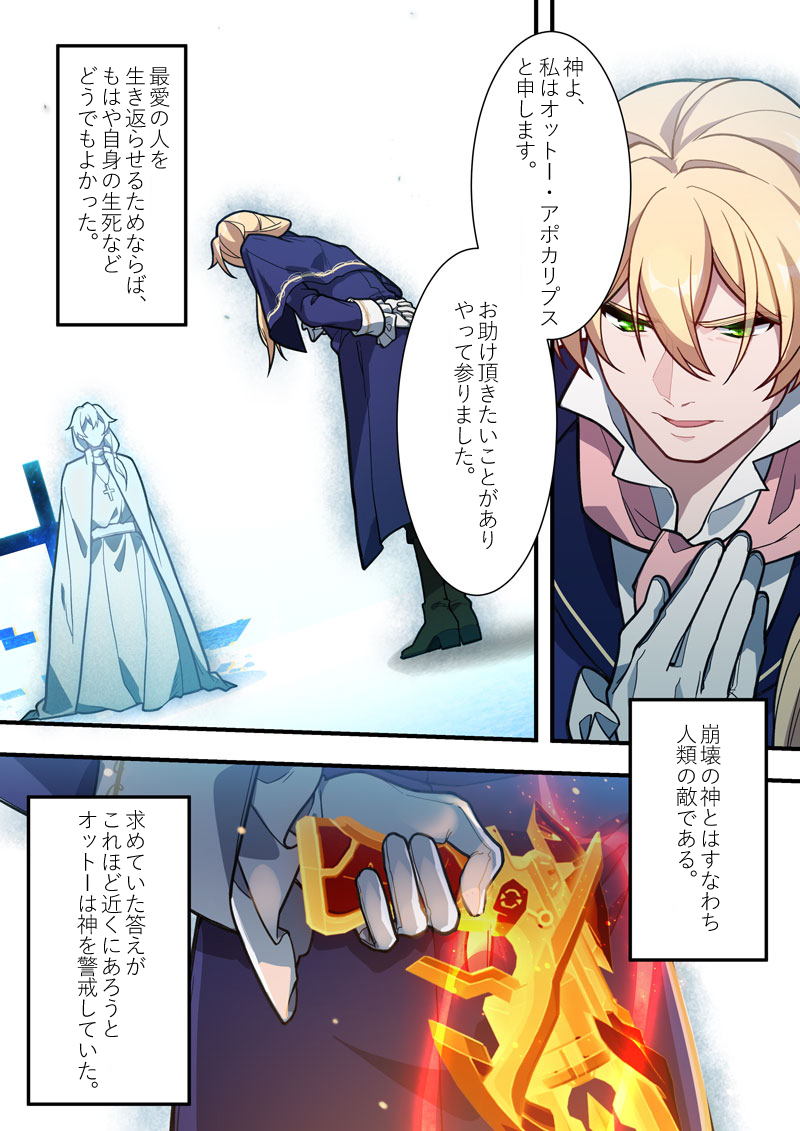 神よ、
私はオットー・アポカリプス
と申します。
お助け頂きたいことがあり
やって参りました。
最愛の人を
生き返らせるためならば、
もはや自身の生死など
どうでもよかった。
崩壊の神とはすなわち
人類の敵である。
求めていた答えが
これほど近くにあろうと
オットーは神を警戒していた。